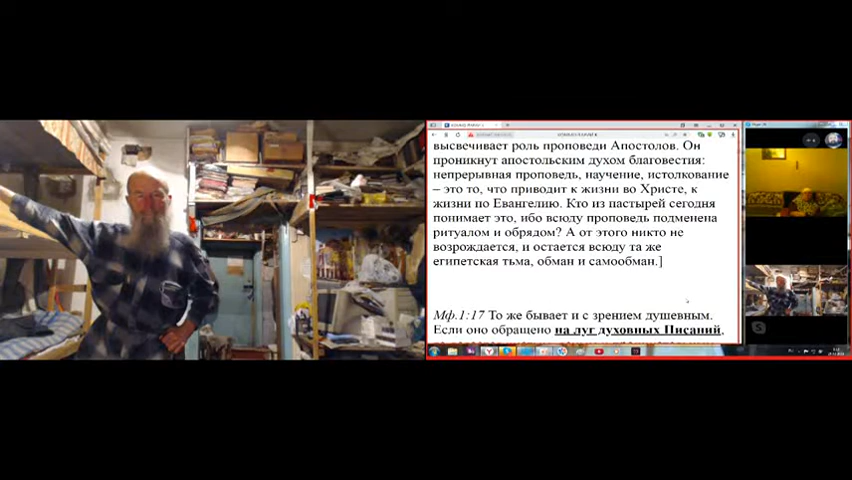 высвечивает роль проповеди Апостолов. Он
проникнут апостольским духом благовестия:
непрерывная проповедь, научение, истолкование
– это то, что приводит к жизни во Христе, к
жизни по Евангелию. Кто из пастырей сегодня
понимает это, ибо всюду проповедь подменена
ритуалом и обрядом? А от этого никто не
возрождается, и остается всюду та же
египетская тьма, обман и самообман.]
Мф.1:17 То же бывает и с зрением душевным.
Если оно обращено на луг духовных Писаний,